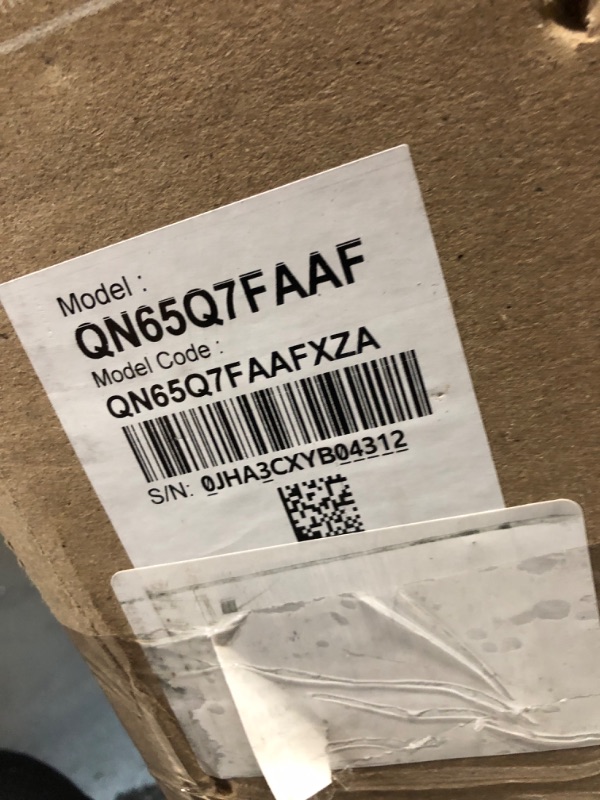 Model :
QN65Q7FAAF
Model Code :
QN65Q7FAAFXZA
S/N: 0JHA3CXYB04312